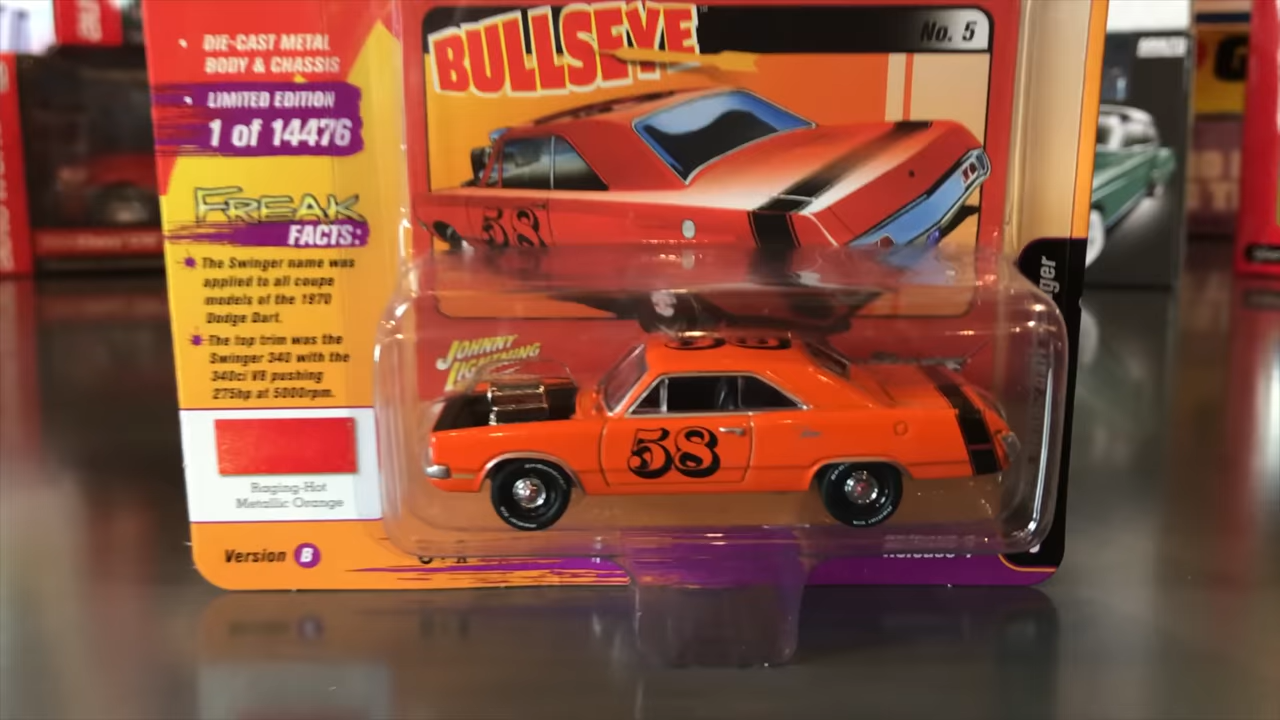 DIE-CAST METAL
BODY & CHASSIS
LIMITED EDITION
1 of 14476
FREAK
FACTS:
The Swinger name was
applied to all coupe
models of the 1970
Dodge Dart.
The top trim was the
Swinger 340 with the
340ci V8 pushing
275hp at 5000rpm.
Raging-Hot
Metallic Orange
Version B
BULLSEYE
No. 5
58
JOHNNY
LIGHTNING
58